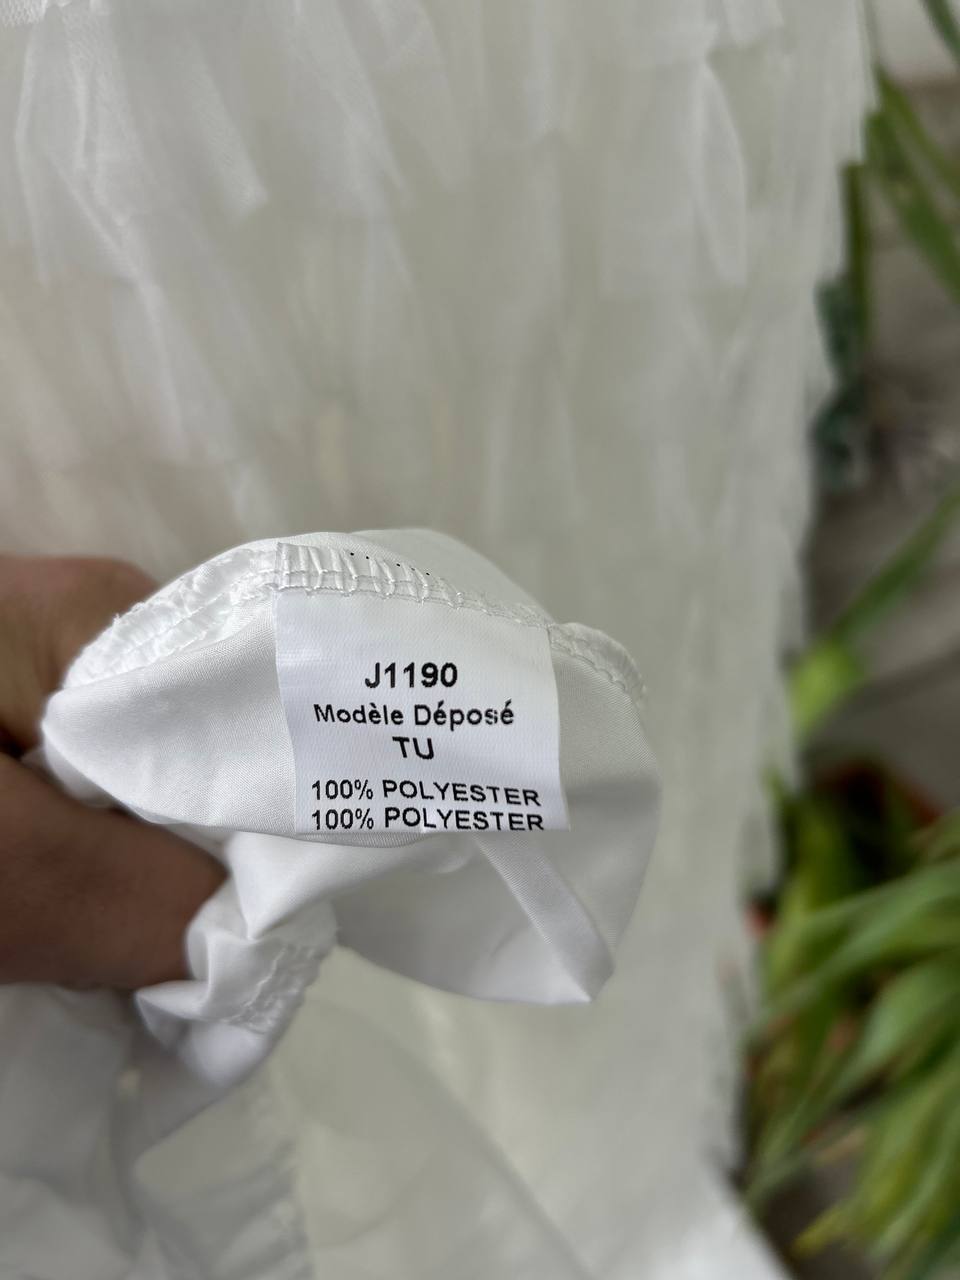 J1190
Modèle Déposé
TU
100% POLYESTER
100% POLYESTER